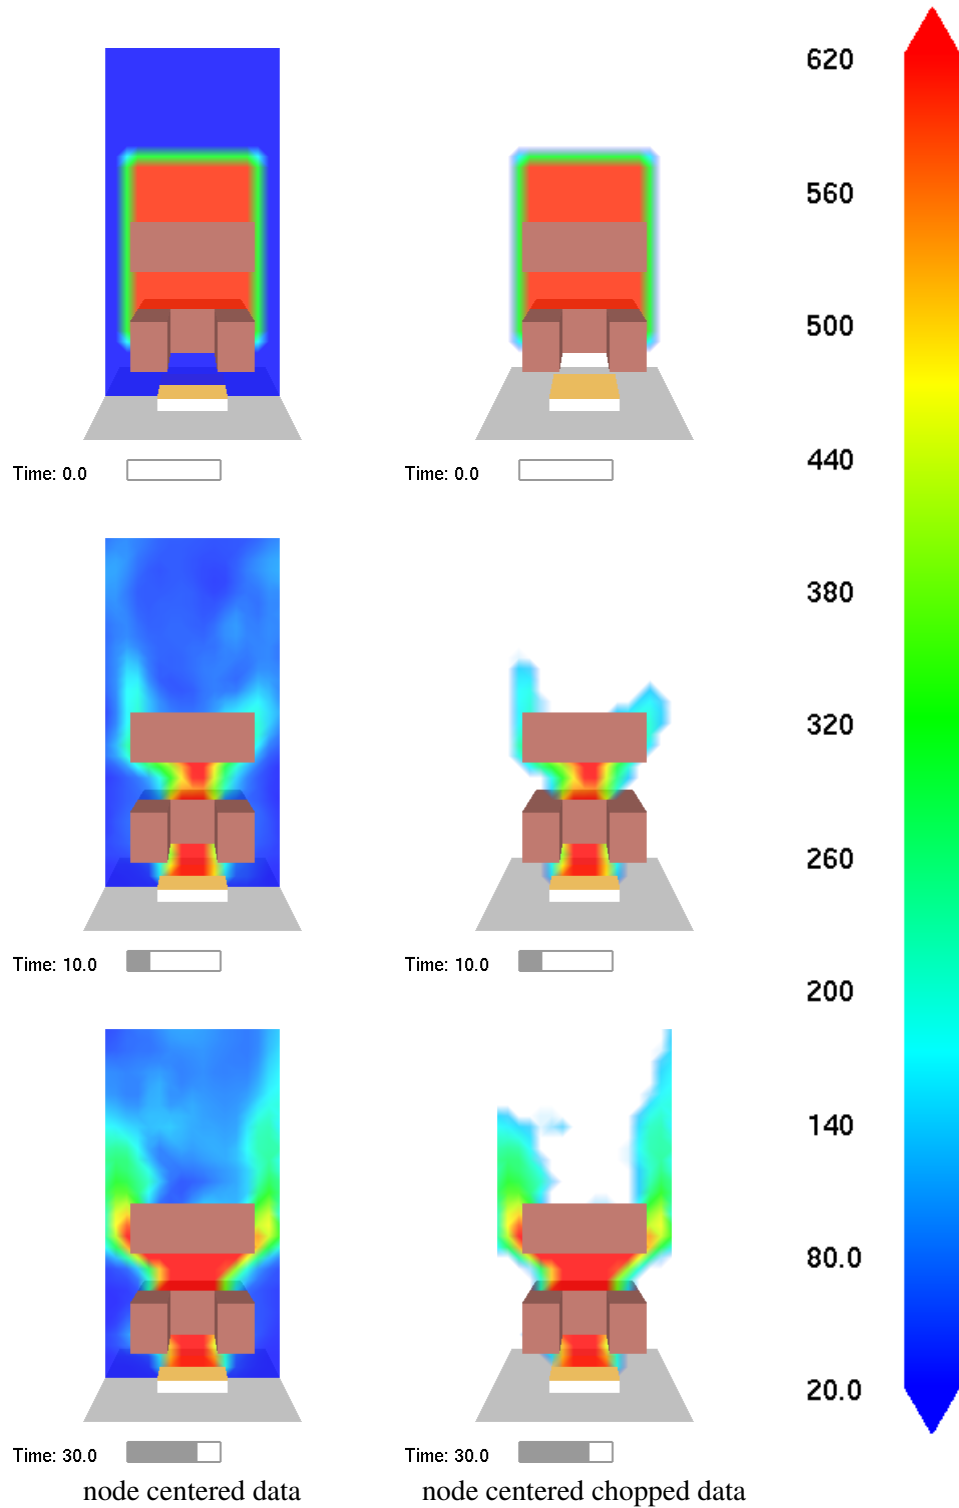 620
560
500
440
380
320
260
200
140
80.0
20.0
Time: 0.0
Time: 0.0
Time: 10.0
Time: 10.0
Time: 30.0
Time: 30.0
node centered data
node centered chopped data